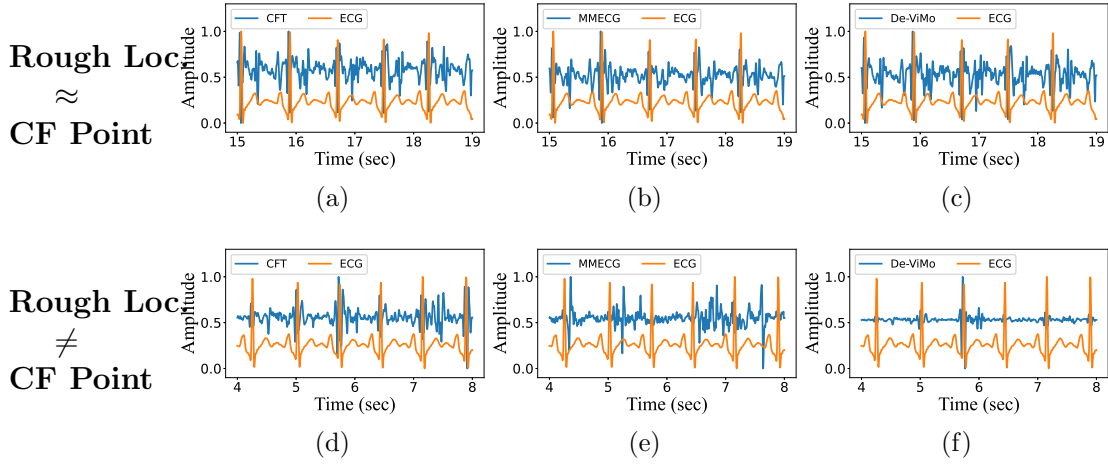 Rough Loc.
≈
CF Point
CFT ECG
Amplitude
1.0
0.5
0.0
15 16 17 18 19
Time (sec)
(a)
MMECG ECG
Amplitude
1.0
0.5
0.0
15 16 17 18 19
Time (sec)
(b)
De-ViMo ECG
Amplitude
1.0
0.5
0.0
15 16 17 18 19
Time (sec)
(c)
Rough Loc.
≠
CF Point
CFT ECG
Amplitude
1.0
0.5
0.0
4 5 6 7 8
Time (sec)
(d)
MMECG ECG
Amplitude
1.0
0.5
0.0
4 5 6 7 8
Time (sec)
(e)
De-ViMo ECG
Amplitude
1.0
0.5
0.0
4 5 6 7 8
Time (sec)
(f)